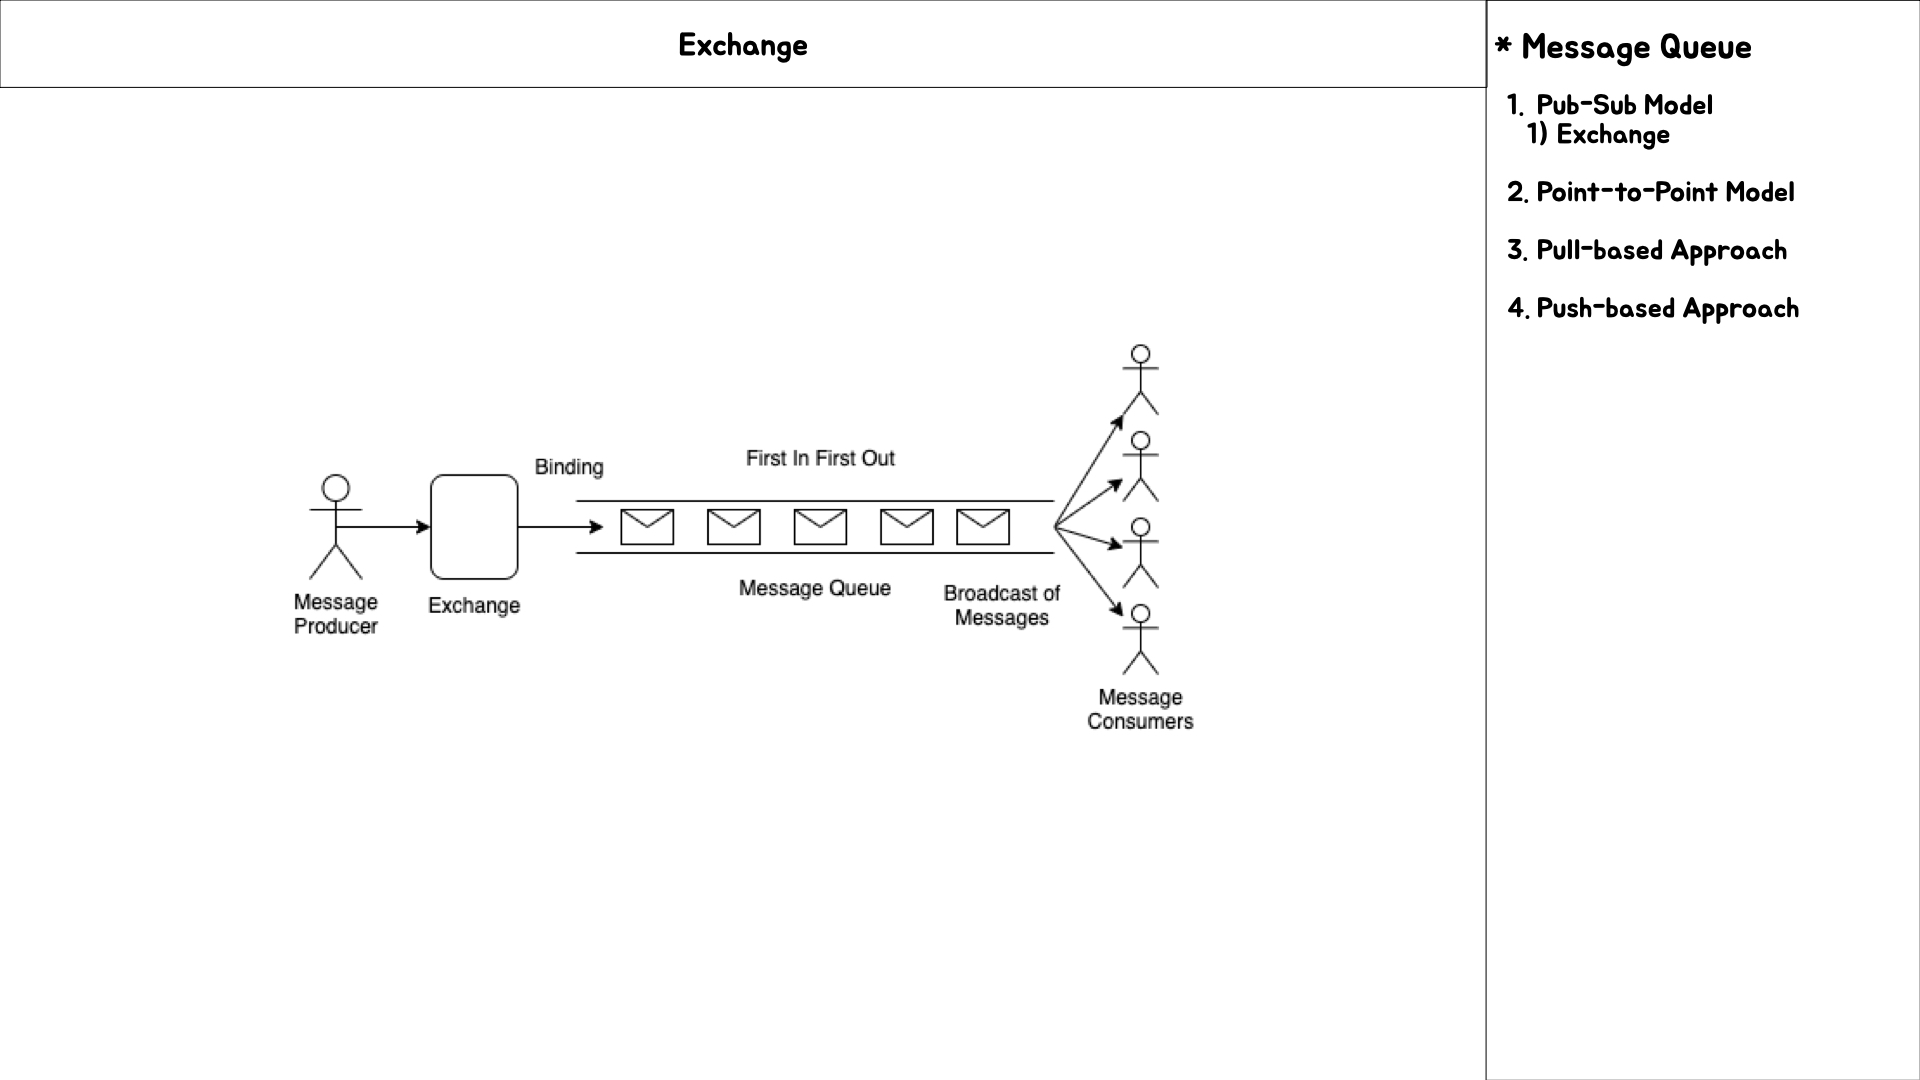 Exchange
* Message Queue
1. Pub-Sub Model
1) Exchange
2. Point-to-Point Model
3. Pull-based Approach
4. Push-based Approach
Binding
First In First Out
Message
Producer
Exchange
Message Queue
Broadcast of
Messages
Message
Consumers